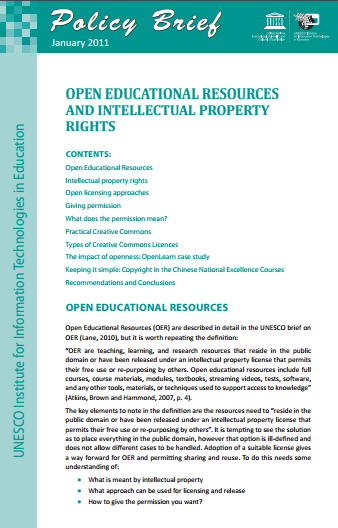 Policy Brief
January 2011
UNESCO Institute for Information Technologies in Education
OPEN EDUCATIONAL RESOURCES
AND INTELLECTUAL PROPERTY
RIGHTS
CONTENTS:
Open Educational Resources
Intellectual property rights
Open licensing approaches
Giving permission
What does the permission mean?
Practical Creative Commons
Types of Creative Commons Licences
The impact of openness: OpenLearn case study
Keeping it simple: Copyright in the Chinese National Excellence Courses
Recommendations and Conclusions
OPEN EDUCATIONAL RESOURCES
Open Educational Resources (OER) are described in detail in the UNESCO brief on
OER (Lane, 2010), but it is worth repeating the definition:
"OER are teaching, learning, and research resources that reside in the public
domain or have been released under an intellectual property license that permits
their free use or re-purposing by others. Open educational resources include full
courses, course materials, modules, textbooks, streaming videos, tests, software,
and any other tools, materials, or techniques used to support access to knowledge"
(Atkins, Brown and Hammond, 2007, p. 4).
The key elements to note in the definition are the resources need to "reside in the
public domain or have been released under an intellectual property license that
permits their free use or re-purposing by others". It is tempting to see the solution
as to place everything in the public domain, however that option is ill-defined and
does not allow different cases to be handled. Adoption of a suitable license gives
a way forward for OER and permitting sharing and reuse. To do this needs some
understanding of:
• What is meant by intellectual property
• What approach can be used for licensing and release
• How to give the permission you want?